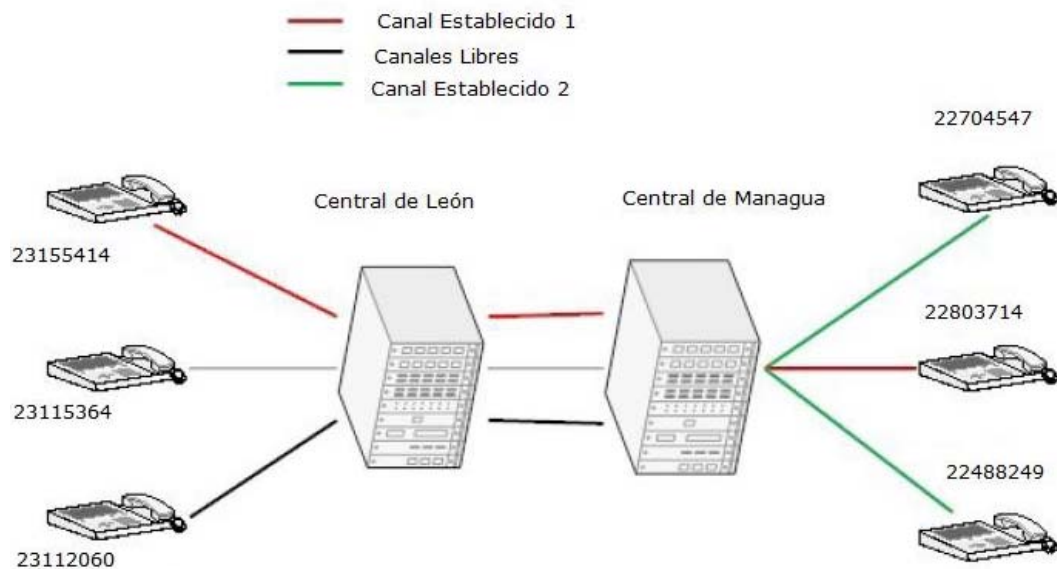 Canal Establecido 1
Canales Libres
Canal Establecido 2
22704547
Central de León
Central de Managua
23155414
22803714
23115364
22488249
23112060